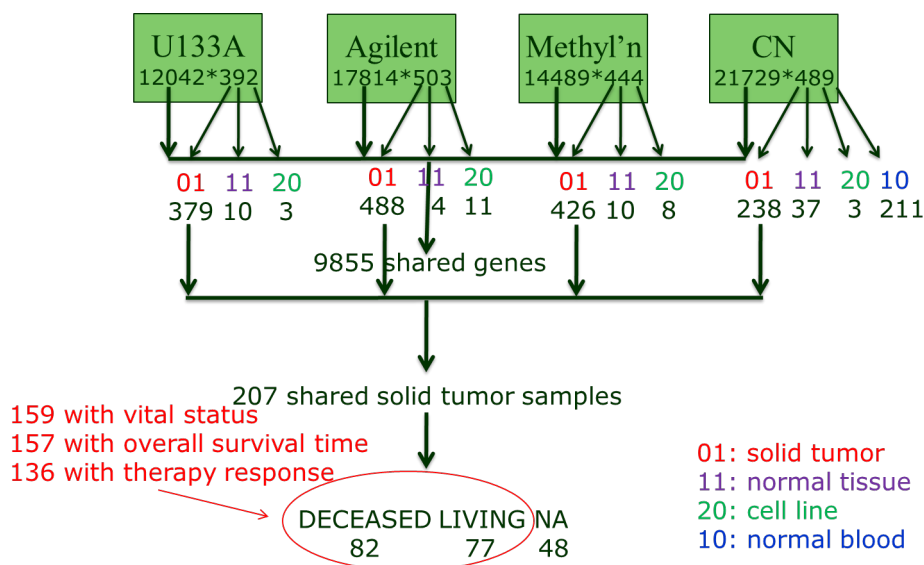 U133A Agilent Methyl'n CN
12042*392 17814*503 14489*444 21729*489
01 11 20 01 11 20 01 11 20 01 11 20 10
379 10 3 488 4 11 426 10 8 238 37 3 211
9855 shared genes
207 shared solid tumor samples
159 with vital status
157 with overall survival time
136 with therapy response
DECEASED LIVING NA
82 77 48
01: solid tumor
11: normal tissue
20: cell line
10: normal blood